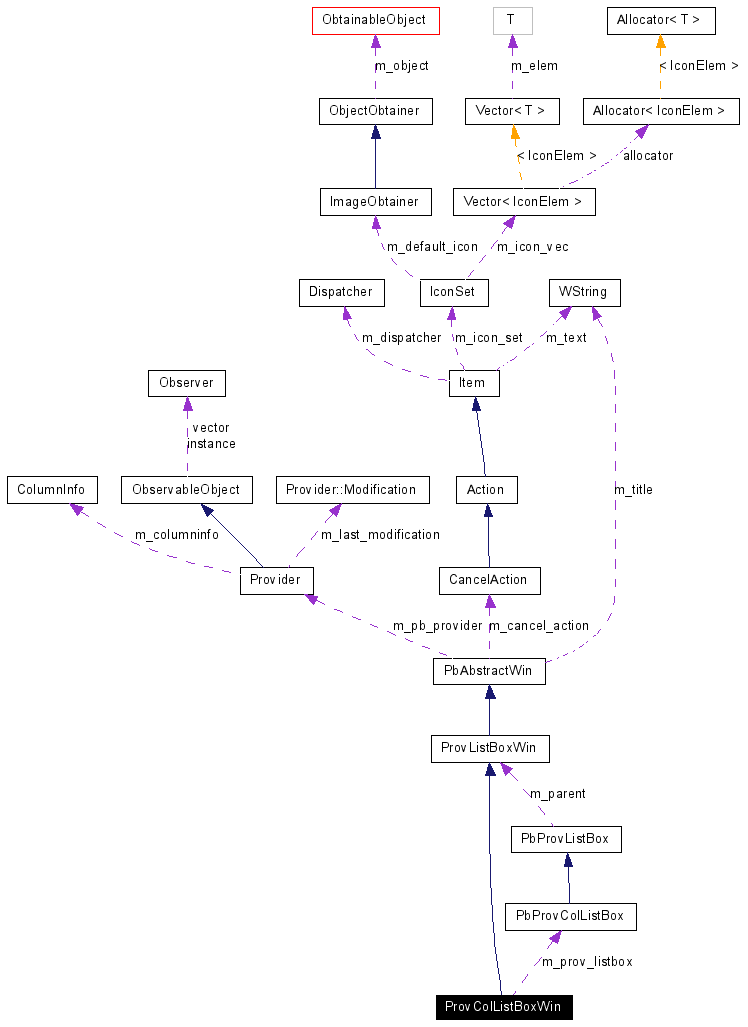 ObtainableObject
T
Allocator< T >
m_object
m_elem
< IconElem >
ObjectObtainer
Vector< T >
Allocator< IconElem >
< IconElem >
allocator
ImageObtainer
Vector< IconElem >
m_default_icon
m_icon_vec
Dispatcher
IconSet
WString
m_dispatcher
m_icon_set
m_text
Observer
Item
vector
instance
ColumnInfo
ObservableObject
Provider::Modification
Action
m_title
m_columninfo
m_last_modification
Provider
CancelAction
m_pb_provider
m_cancel_action
PbAbstractWin
ProvListBoxWin
m_parent
PbProvListBox
PbProvColListBox
m_prov_listbox
ProvColListBoxWin